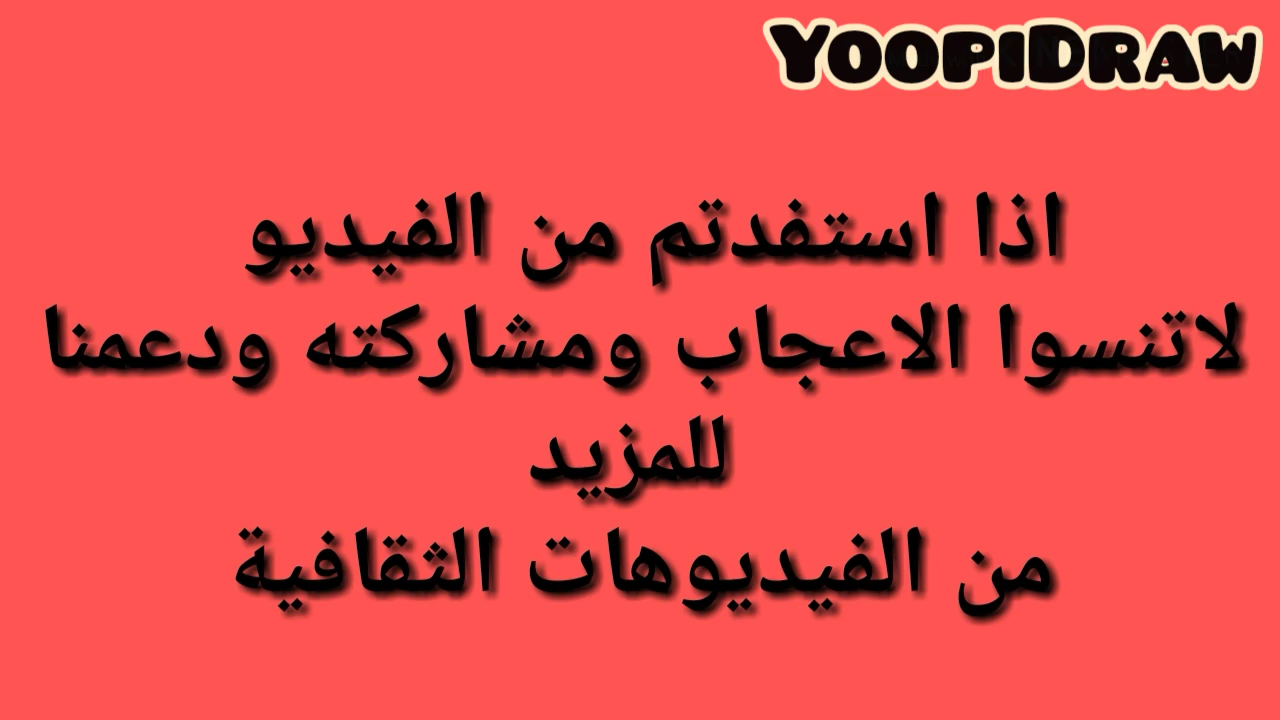 YOOPIDRAW
اذا استفدتم من الفيديو
لاتنسوا الاعجاب ومشاركته ودعمنا
للمزيد
من الفيديوهات الثقافية